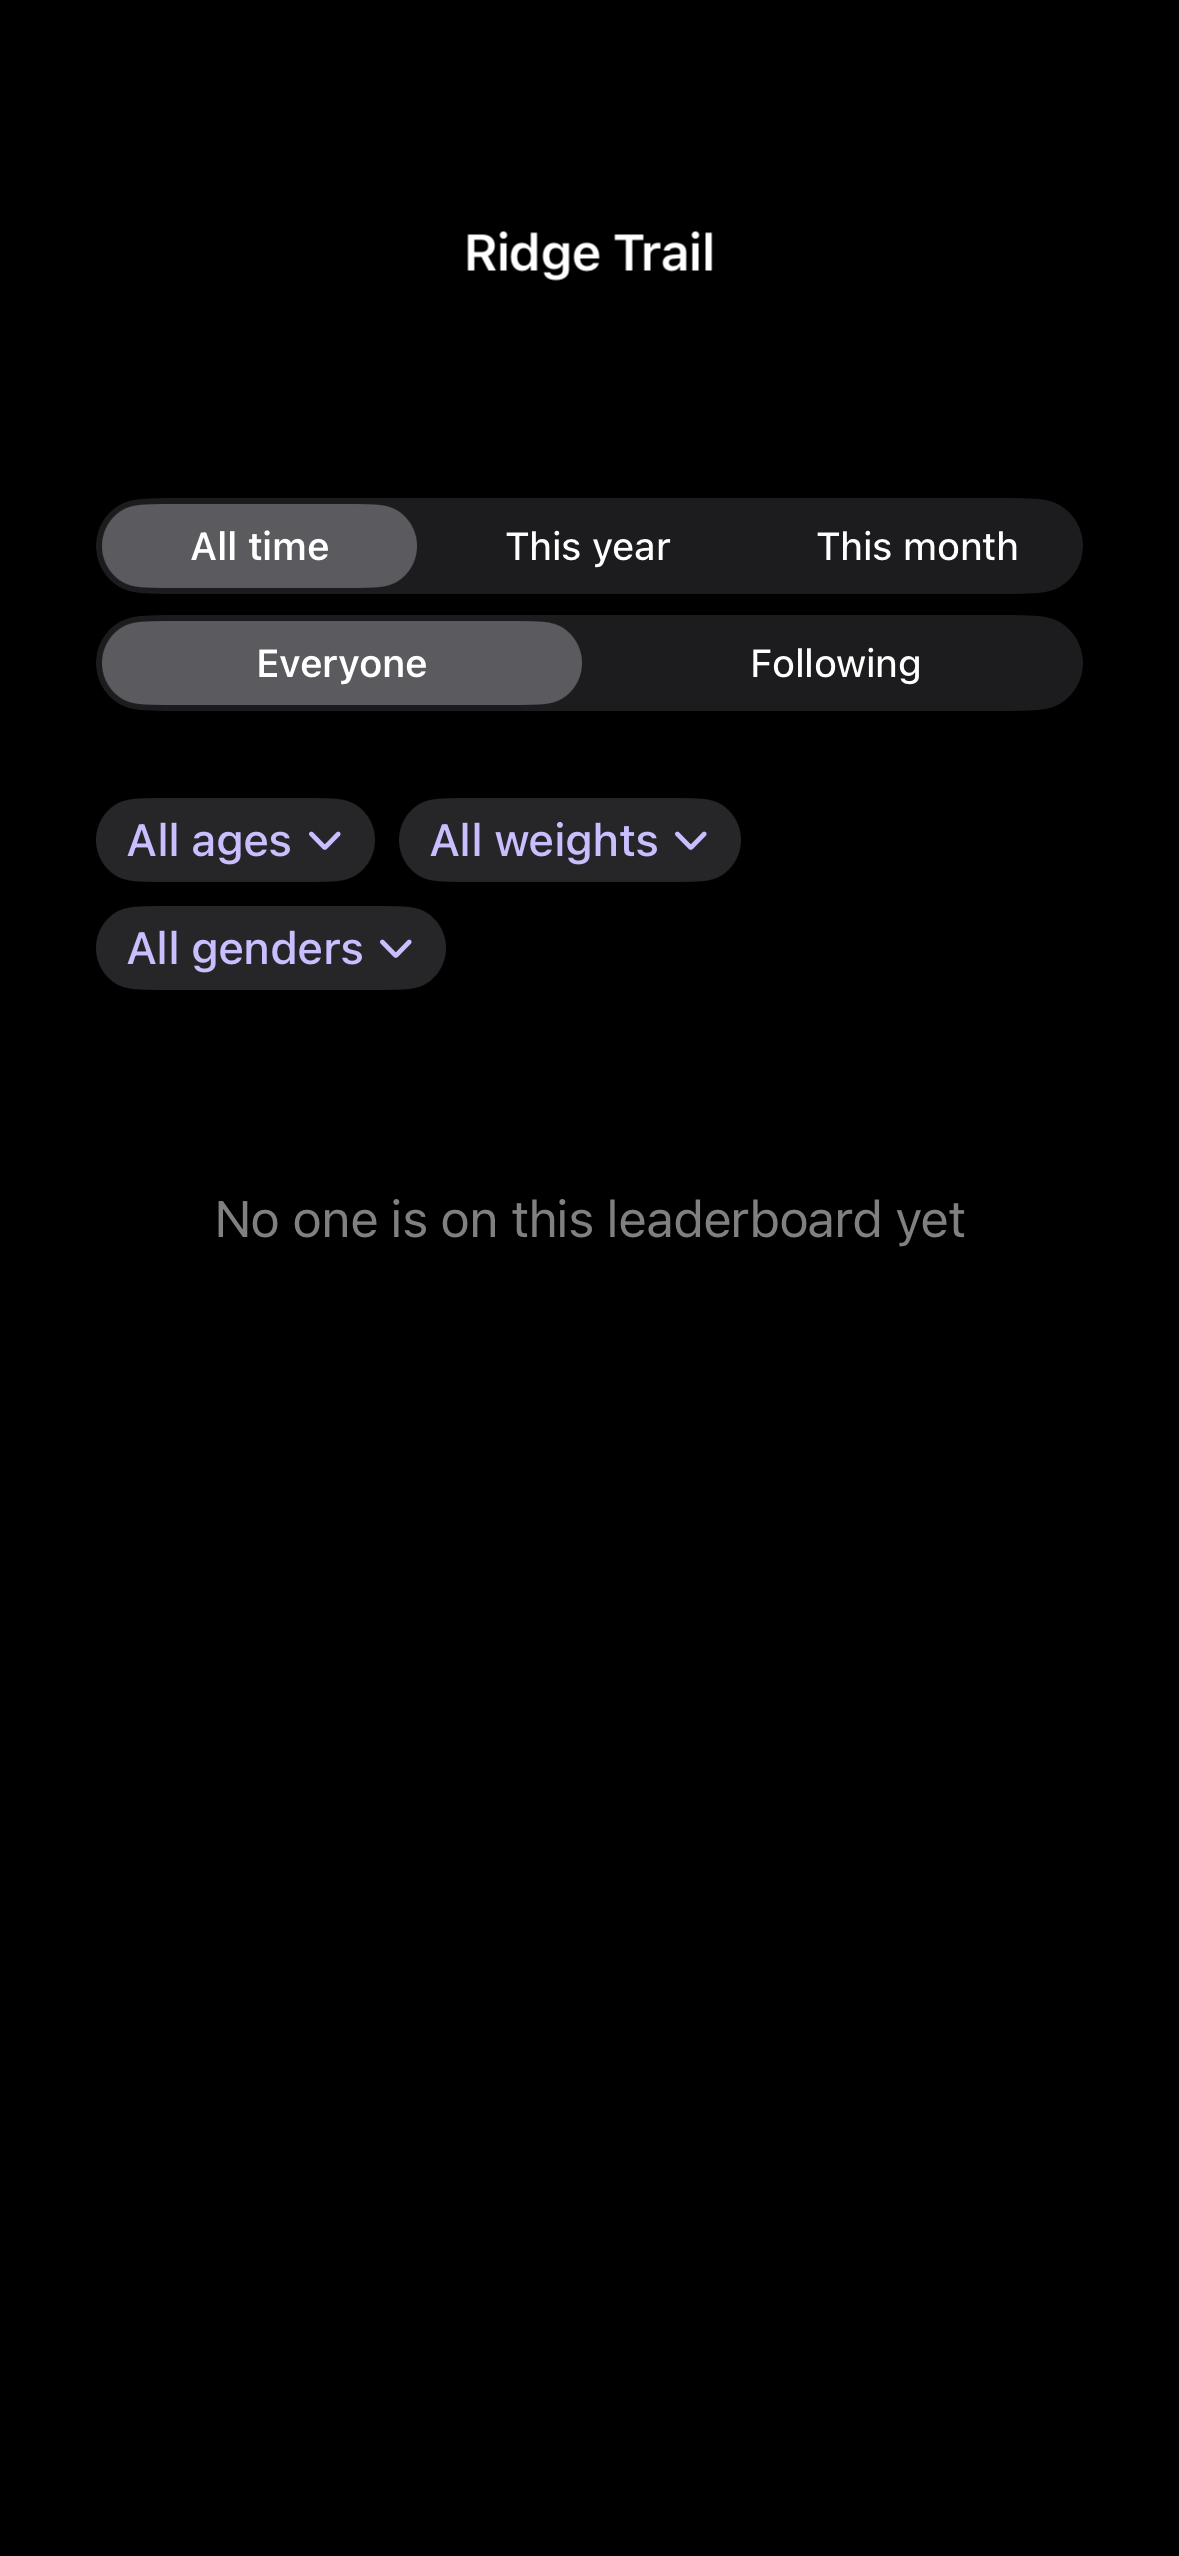 Ridge Trail
All time This year This month
Everyone Following
All ages All weights
All genders
No one is on this leaderboard yet